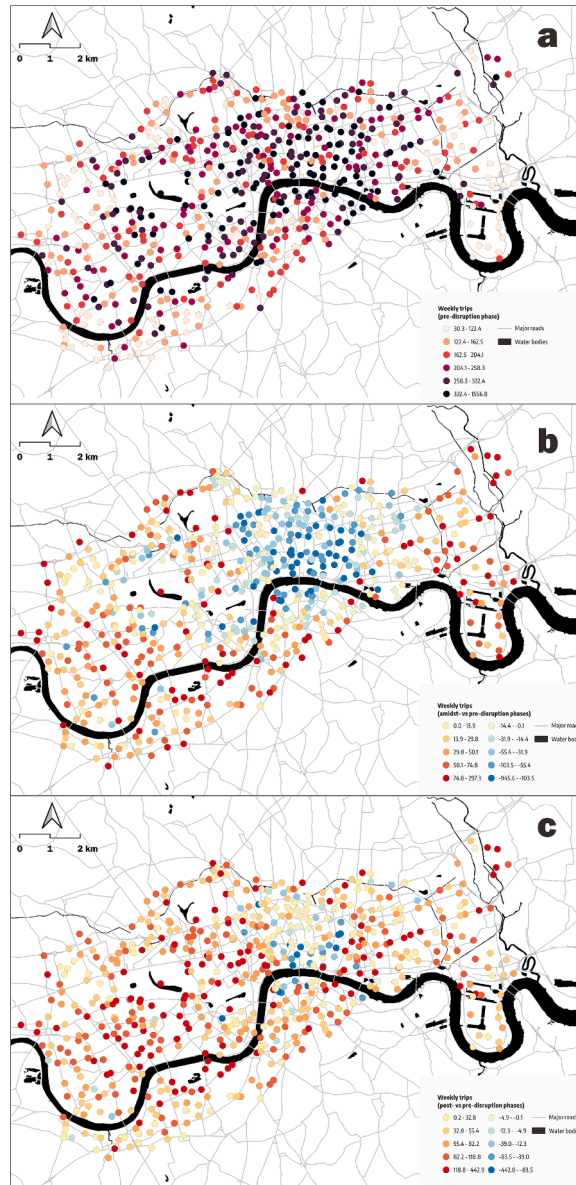 a
0 1 2 km
Weekly trips
(pre-disruption phase)
30.3 - 122.4
122.4 - 162.5
162.5 - 204.1
204.1 - 258.3
258.3 - 332.4
332.4 - 1556.8
Major roads
Water bodies
b
0 1 2 km
Weekly trips
(amidst- vs pre-disruption phases)
0.0 - 13.9
13.9 - 29.8
29.8 - 50.1
50.1 - 74.8
74.8 - 297.3
-14.4 - -0.1
-31.9 - -14.4
-55.4 - -31.9
-103.5 - -55.4
-945.6 - -103.5
Major road
Water bodie
c
0 1 2 km
Weekly trips
(post- vs pre-disruption phases)
0.2 - 32.8
32.8 - 55.4
55.4 - 82.2
82.2 - 118.8
118.8 - 442.9
-4.9 - -0.1
-12.3 - -4.9
-39.0 - -12.3
-83.5 - -39.0
-442.0 - -83.5
Major road
Water bodie